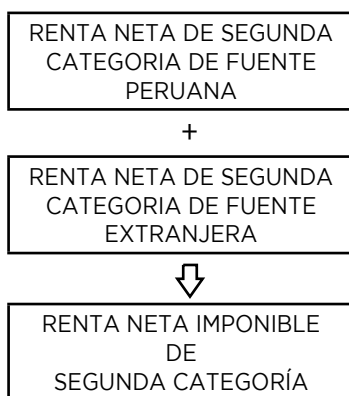 RENTA NETA DE SEGUNDA
CATEGORIA DE FUENTE
PERUANA
+
RENTA NETA DE SEGUNDA
CATEGORIA DE FUENTE
EXTRANJERA
RENTA NETA IMPONIBLE
DE
SEGUNDA CATEGORÍA